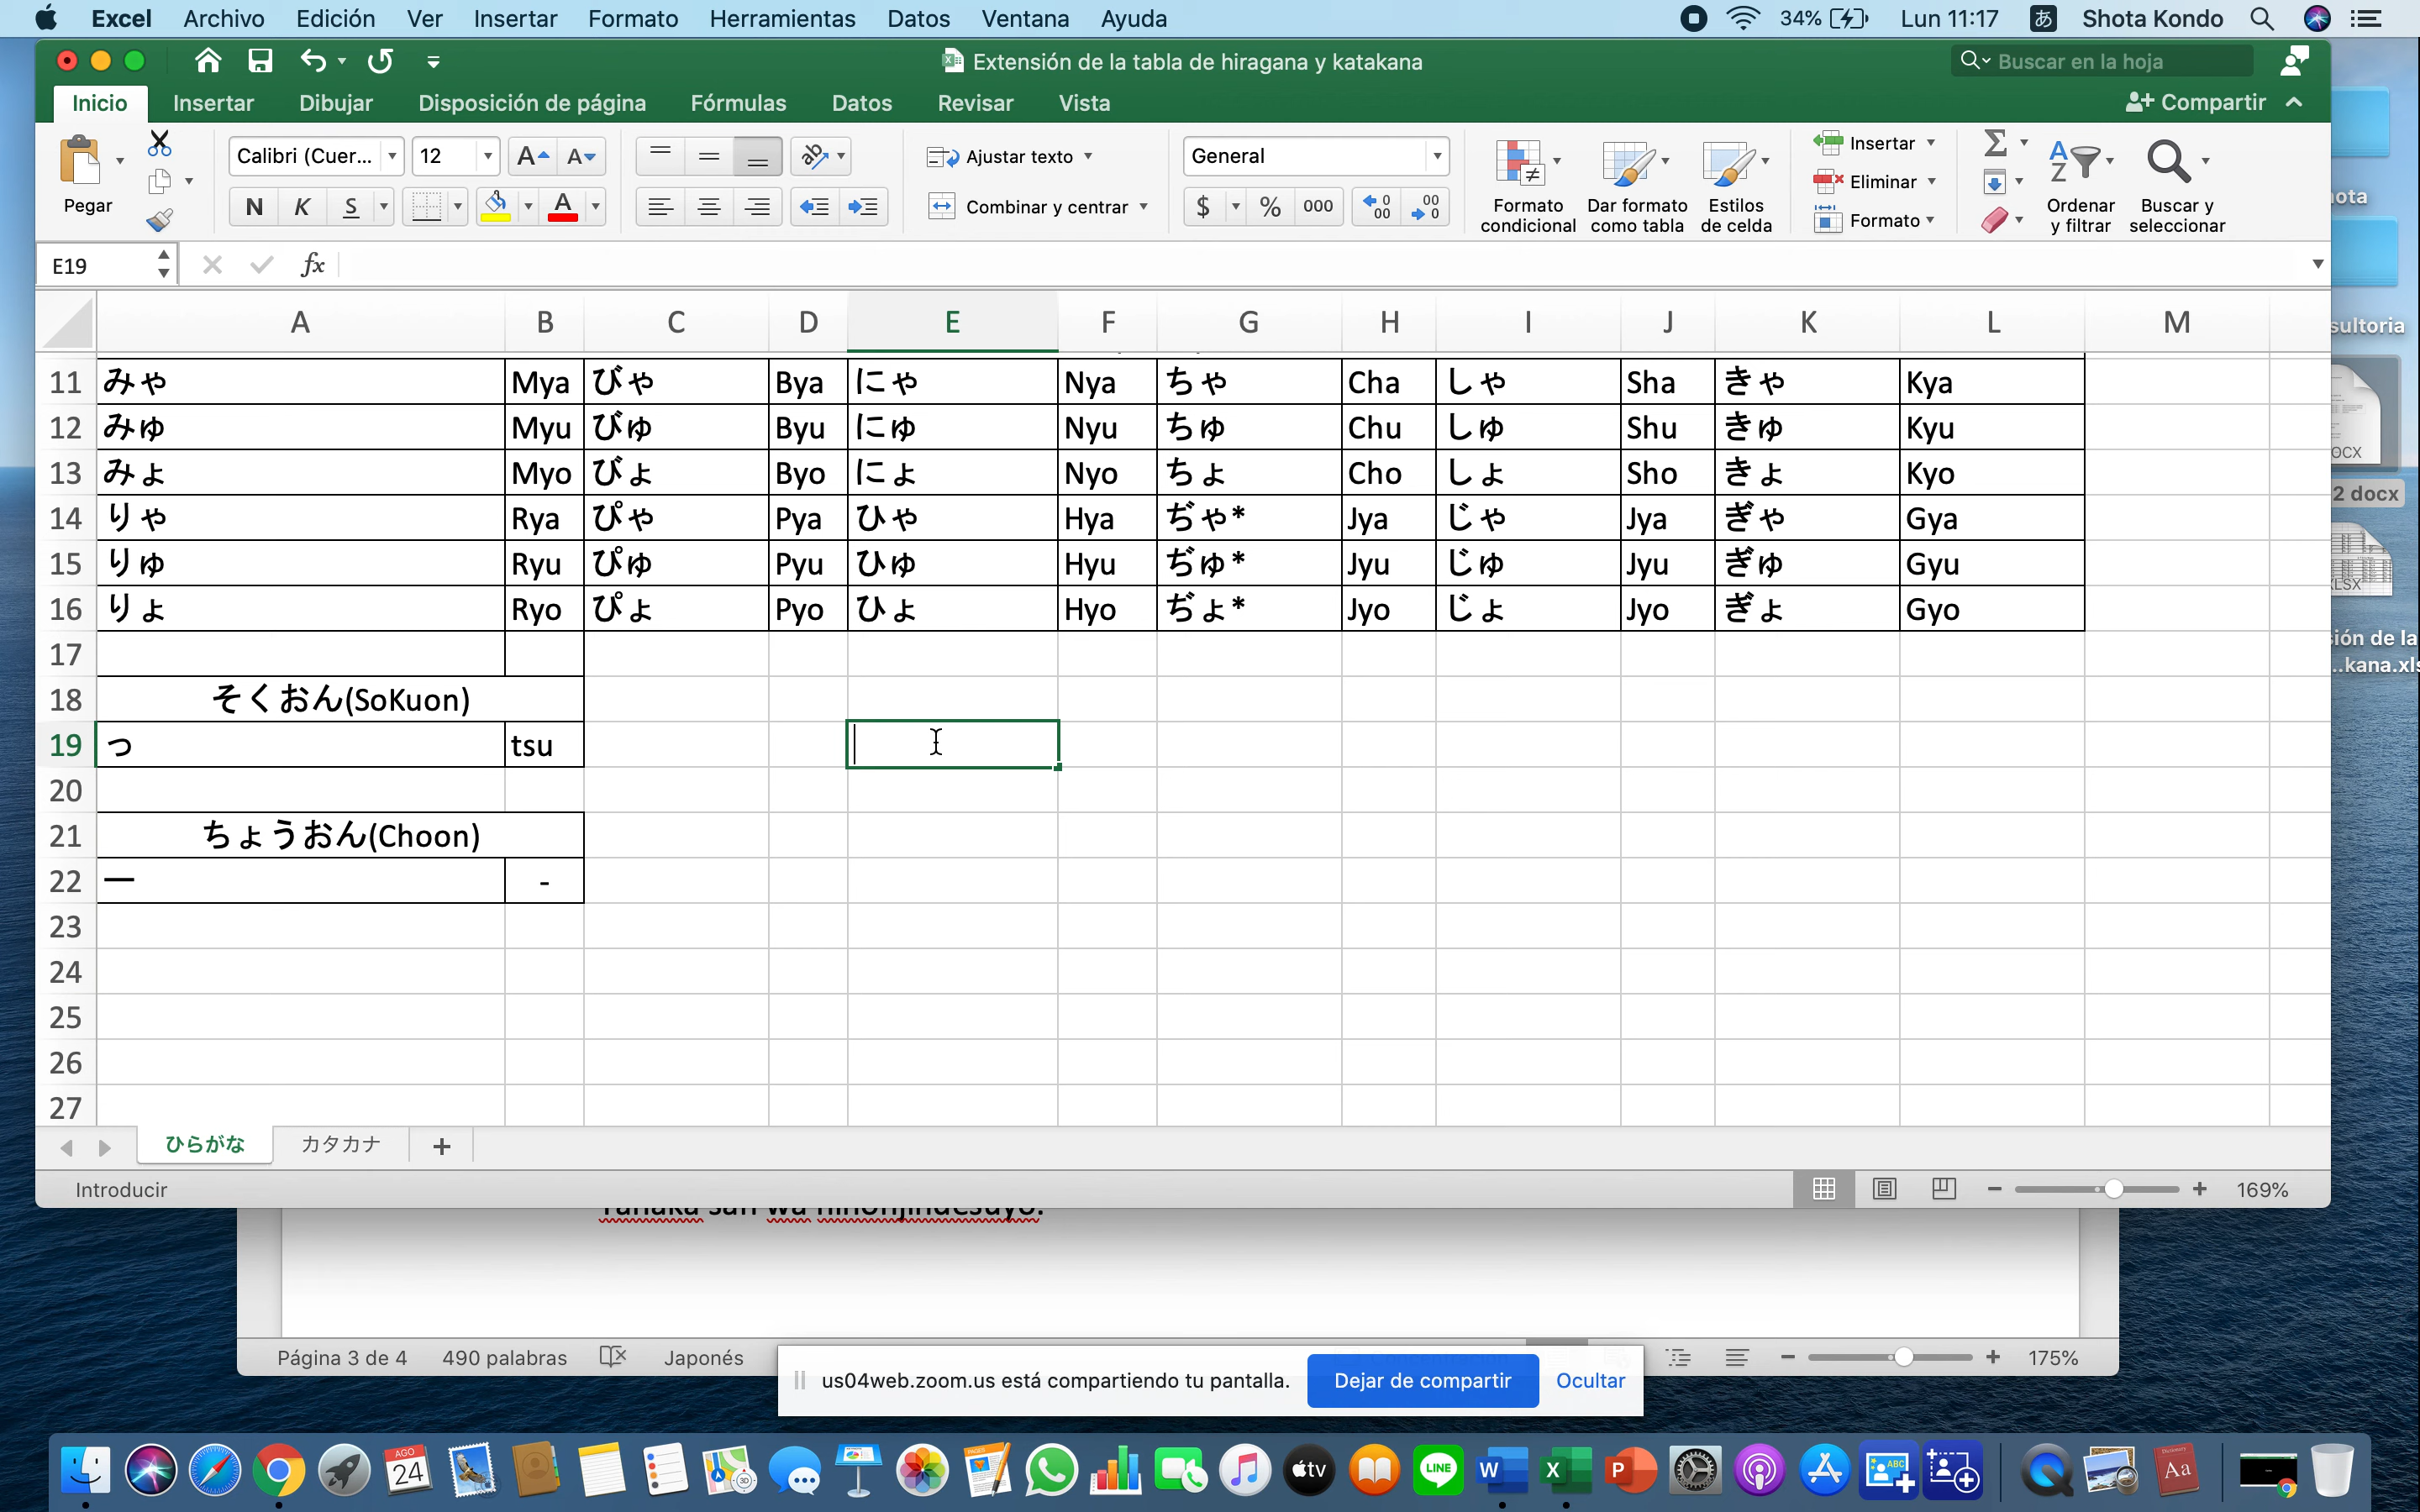 Excel Archivo Edición Ver Insertar Formato Herramientas Datos Ventana Ayuda 34% Lun 11:17 あ Shota Kondo
Extensión de la tabla de hiragana y katakana Buscar en la hoja
Inicio Insertar Dibujar Disposición de página Fórmulas Datos Revisar Vista Compartir
Pegar Calibri (Cuer... 12 Ajustar texto General
N K S Combinar y centrar $ % 000
Formato condicional Dar formato como tabla Estilos de celda Insertar Eliminar Formato Ordenar y filtrar Buscar y seleccionar
E19 fx
A B C D E F G H I J K L M
11 みゃ Mya びゃ Bya にゃ Nya ちゃ Cha しゃ Sha きゃ Kya
12 みゅ Myu びゅ Byu にゅ Nyu ちゅ Chu しゅ Shu きゅ Kyu
13 みょ Myo びょ Byo にょ Nyo ちょ Cho しょ Sho きょ Kyo
14 りゃ Rya ぴゃ Pya ひゃ Hya ぢゃ* Jya じゃ Jya ぎゃ Gya
15 りゅ Ryu ぴゅ Pyu ひゅ Hyu ぢゅ* Jyu じゅ Jyu ぎゅ Gyu
16 りょ Ryo ぴょ Pyo ひょ Hyo ぢょ* Jyo じょ Jyo ぎょ Gyo
17
18 そくおん(SoKuon)
19 っ tsu
20
21 ちょうおん(Choon)
22 ー -
23
24
25
26
27
ひらがな カタカナ +
Introducir 169%
Página 3 de 4 490 palabras Japonés 175%
us04web.zoom.us está compartiendo tu pantalla. Dejar de compartir Ocultar
2 docx
ión de la
...kana.xls
AGO
24
LINE
tv
W X P
ABC
Aa